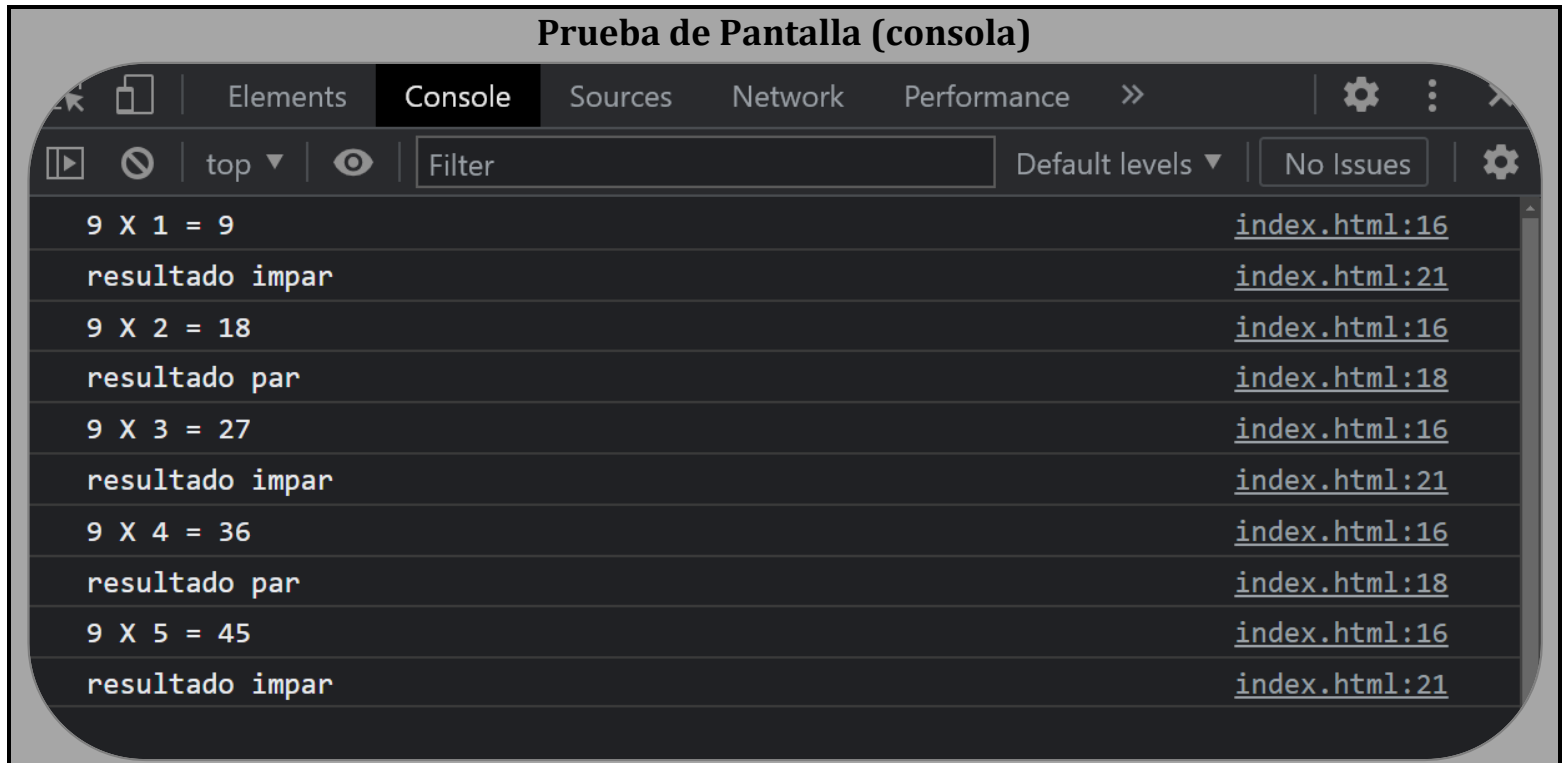 Prueba de Pantalla (consola)
Elements Console Sources Network Performance
top Filter Default levels No Issues
9 X 1 = 9 index.html:16
resultado impar index.html:21
9 X 2 = 18 index.html:16
resultado par index.html:18
9 X 3 = 27 index.html:16
resultado impar index.html:21
9 X 4 = 36 index.html:16
resultado par index.html:18
9 X 5 = 45 index.html:16
resultado impar index.html:21